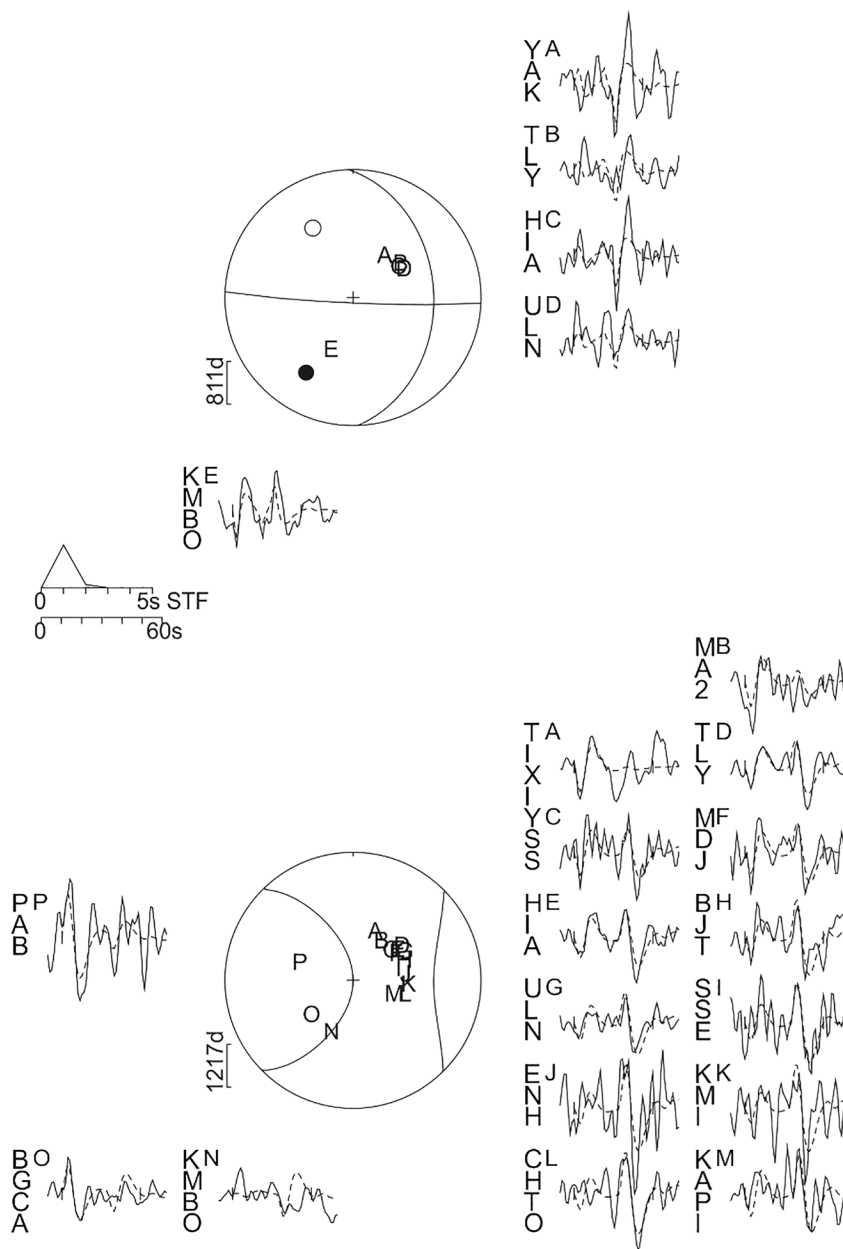 YAK A
TLY B
HIA C
ULN D
A
B
D
E
811d
KMBO E
0 5s STF
0 60s
MA2 B
TIXI A
TLY D
YSS C
MDJ F
PAB P
HIA E
BJT H
A
B
P
K
M L
O
N
ULN G
SSE I
1217d
ENH J
KMI K
BGCA O
KMBO N
CHTO L
KAPI M